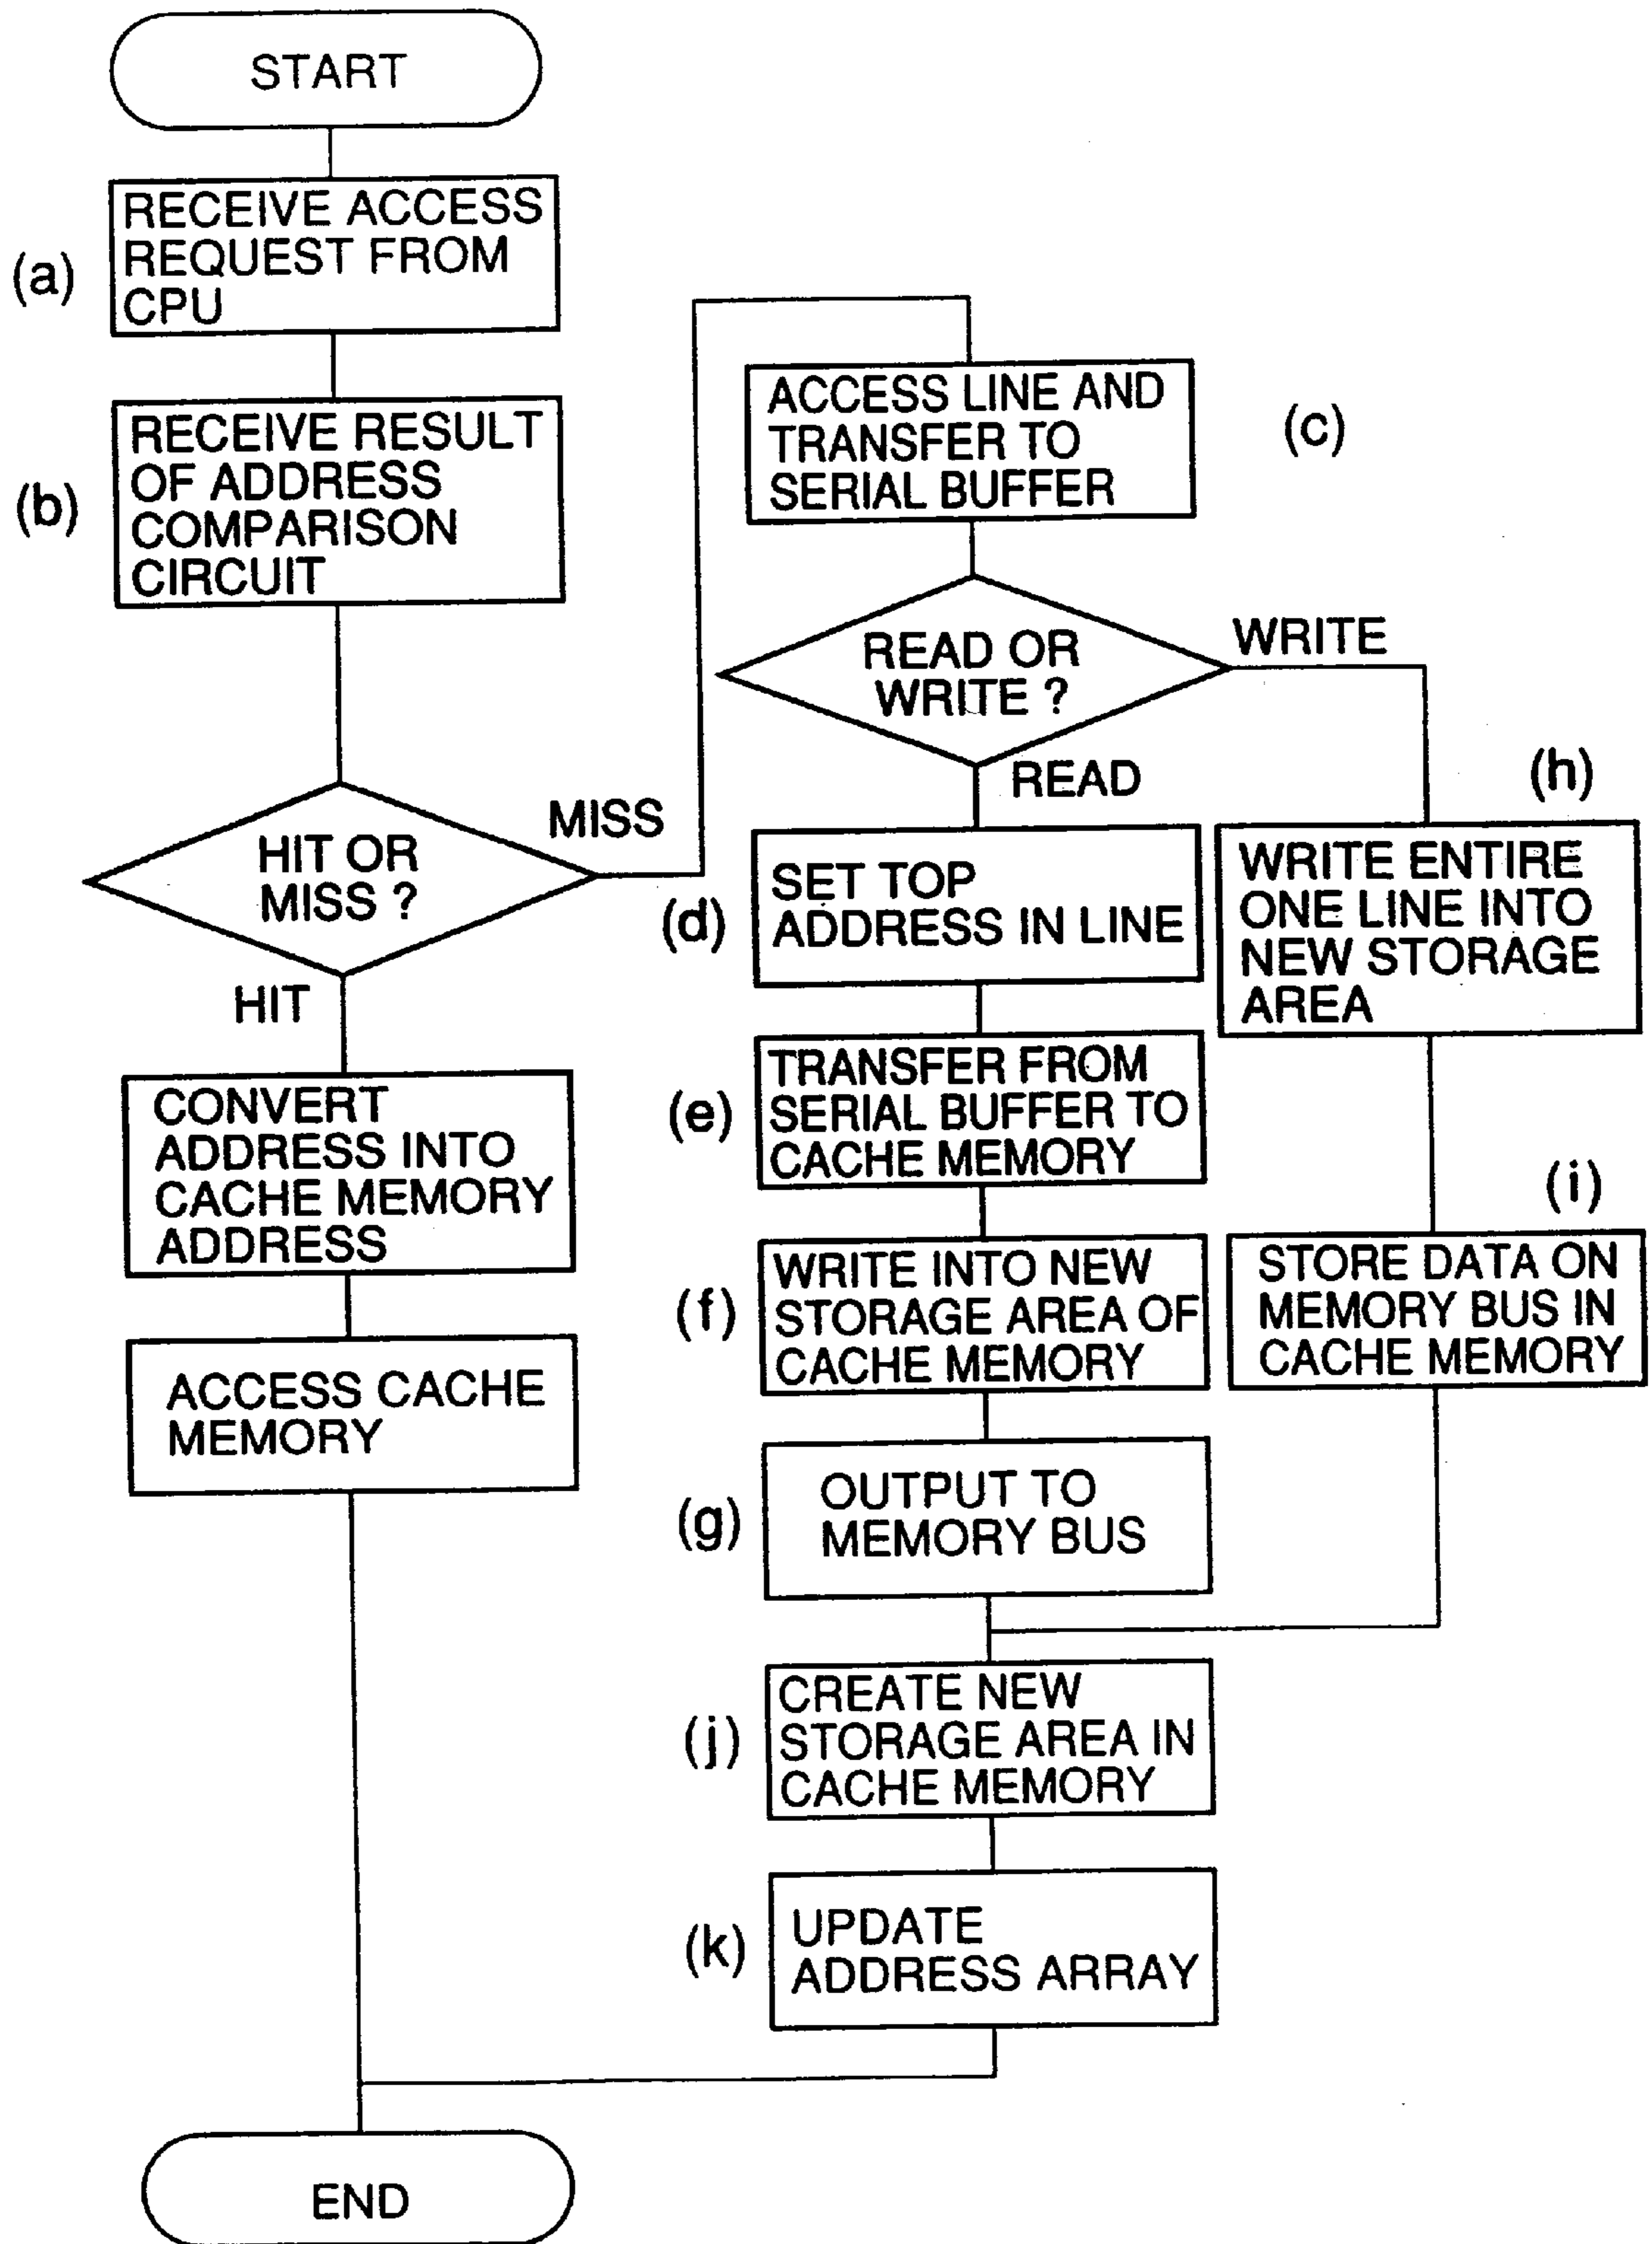 START
(a)
RECEIVE ACCESS
REQUEST FROM
CPU
(b)
RECEIVE RESULT
OF ADDRESS
COMPARISON
CIRCUIT
HIT OR
MISS ?
MISS
HIT
CONVERT
ADDRESS INTO
CACHE MEMORY
ADDRESS
ACCESS CACHE
MEMORY
ACCESS LINE AND
TRANSFER TO
SERIAL BUFFER
(c)
READ OR
WRITE ?
WRITE
READ
(d)
SET TOP
ADDRESS IN LINE
(e)
TRANSFER FROM
SERIAL BUFFER TO
CACHE MEMORY
(f)
WRITE INTO NEW
STORAGE AREA OF
CACHE MEMORY
(g)
OUTPUT TO
MEMORY BUS
(h)
WRITE ENTIRE
ONE LINE INTO
NEW STORAGE
AREA
(i)
STORE DATA ON
MEMORY BUS IN
CACHE MEMORY
(j)
CREATE NEW
STORAGE AREA IN
CACHE MEMORY
(k)
UPDATE
ADDRESS ARRAY
END